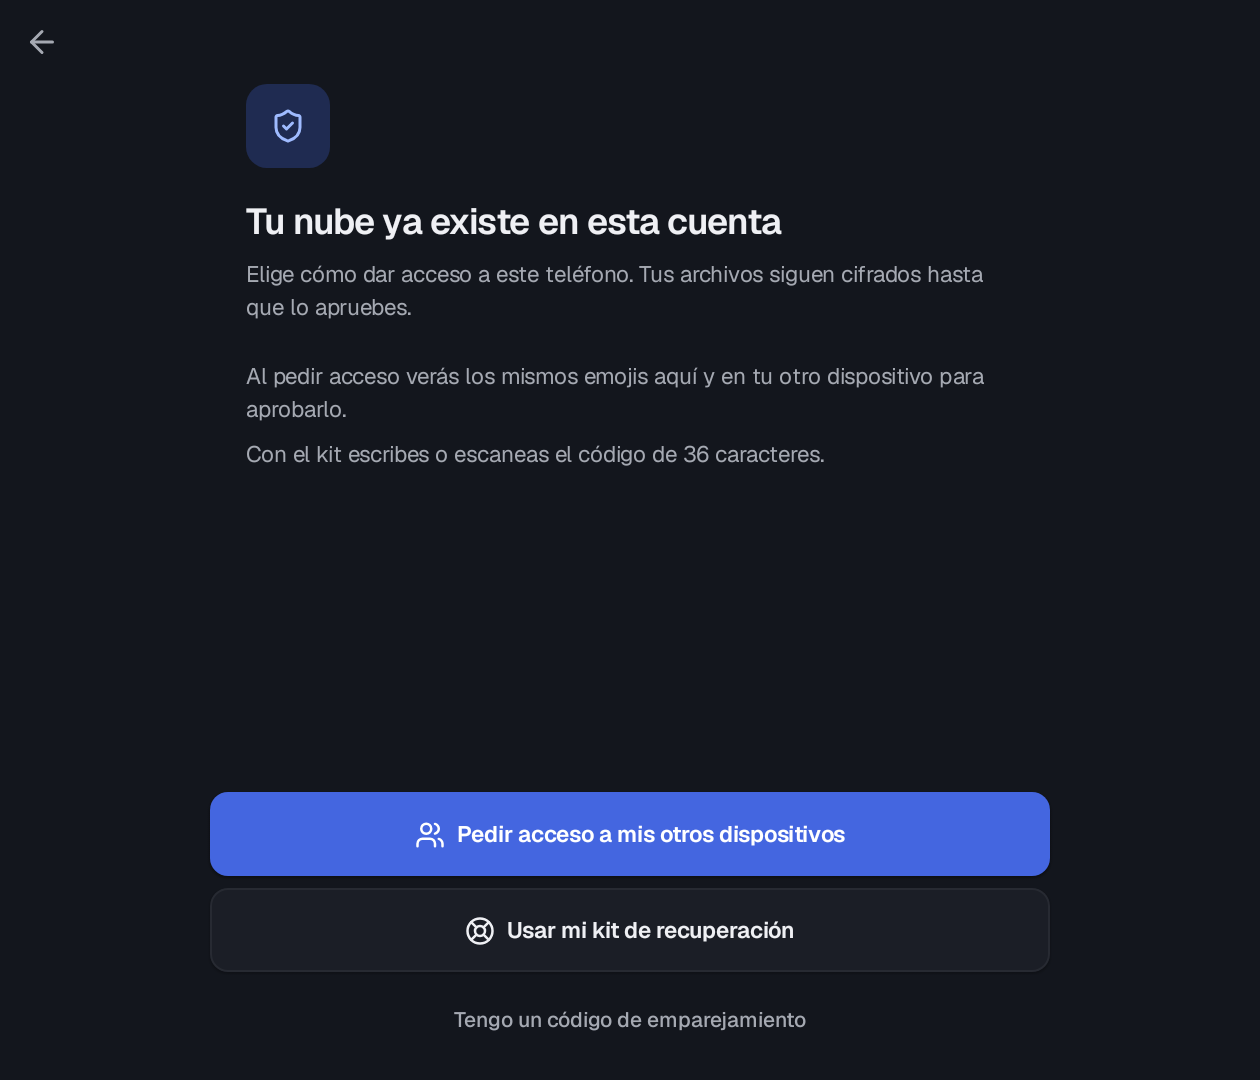 Tu nube ya existe en esta cuenta
Elige cómo dar acceso a este teléfono. Tus archivos siguen cifrados hasta
que lo apruebes.
Al pedir acceso verás los mismos emojis aquí y en tu otro dispositivo para
aprobarlo.
Con el kit escribes o escaneas el código de 36 caracteres.
Pedir acceso a mis otros dispositivos
Usar mi kit de recuperación
Tengo un código de emparejamiento